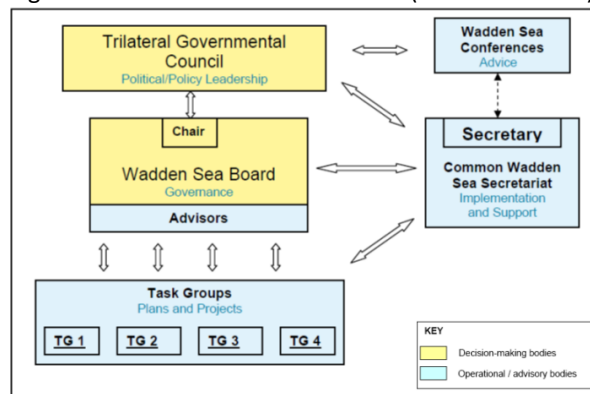 Trilateral Governmental
Council
Political/Policy Leadership
Wadden Sea
Conferences
Advice
Chair
Wadden Sea Board
Governance
Advisors
Secretary
Common Wadden
Sea Secretariat
Implementation
and Support
Task Groups
Plans and Projects
TG 1
TG 2
TG 3
TG 4
KEY
Decision-making bodies
Operational / advisory bodies